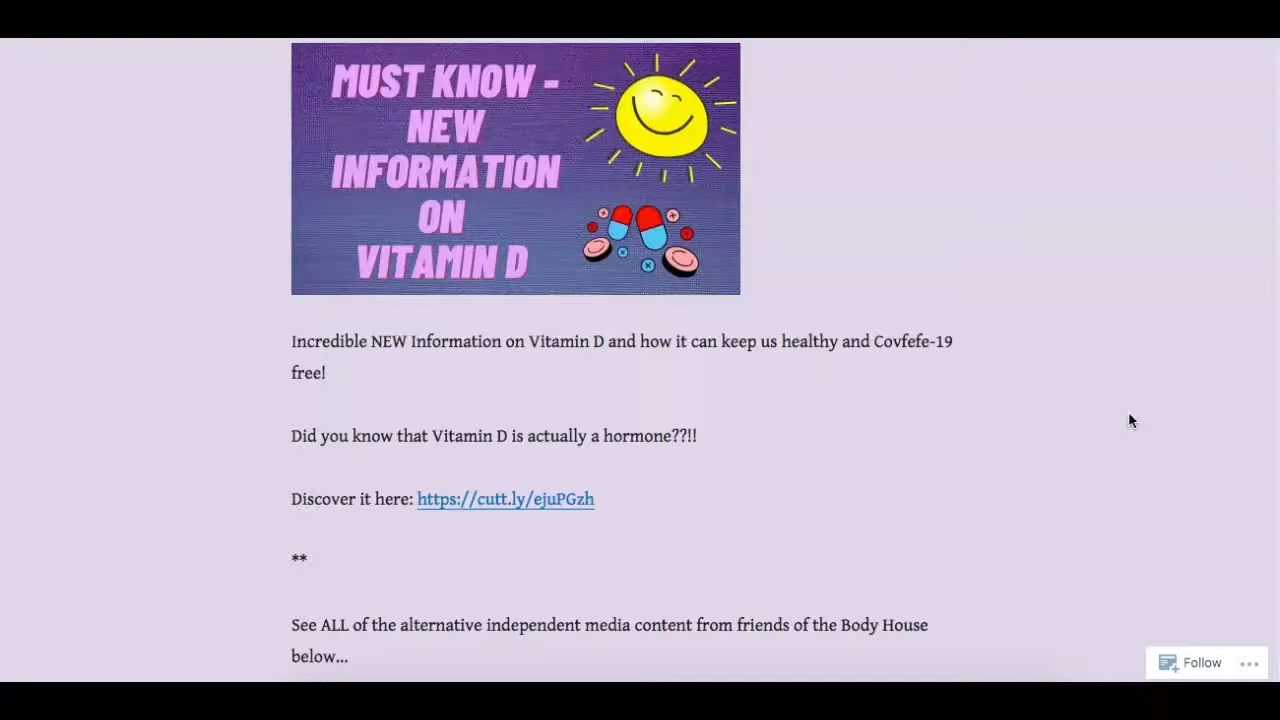 MUST KNOW -
NEW
INFORMATION
ON
VITAMIN D
Incredible NEW Information on Vitamin D and how it can keep us healthy and Covfefe-19
free!
Did you know that Vitamin D is actually a hormone??!!
Discover it here: https://cutt.ly/ejuPGzh
**
See ALL of the alternative independent media content from friends of the Body House
below...
Follow